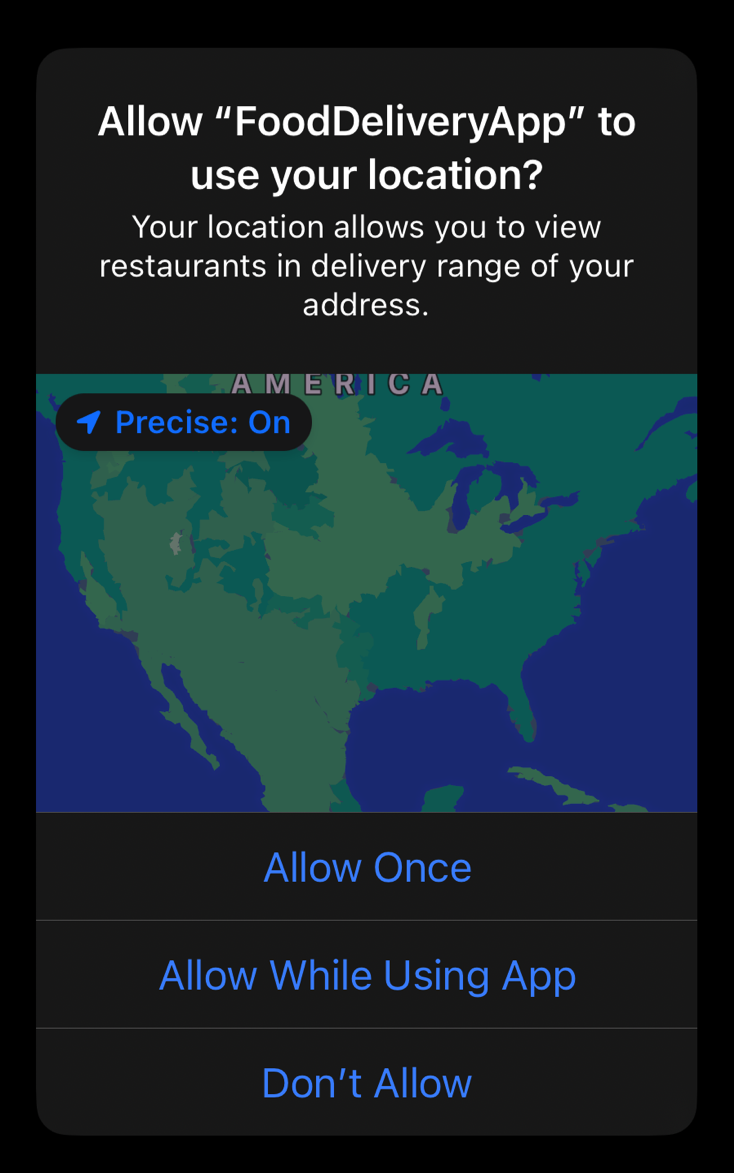 Allow “FoodDeliveryApp” to
use your location?
Your location allows you to view
restaurants in delivery range of your
address.
AMERICA
Precise: On
Allow Once
Allow While Using App
Don’t Allow